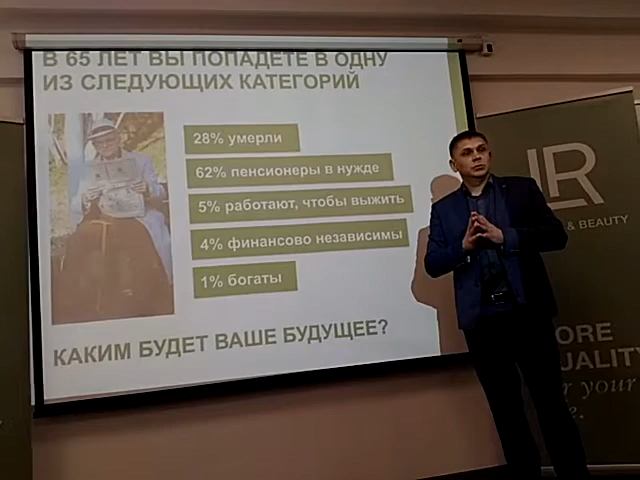 В 65 ЛЕТ ВЫ ПОПАДЕТЕ В ОДНУ
ИЗ СЛЕДУЮЩИХ КАТЕГОРИЙ
28% умерли
62% пенсионеры в нужде
5% работают, чтобы выжить
4% финансово независимы
1% богаты
КАКИМ БУДЕТ ВАШЕ БУДУЩЕЕ?
LR
& BEAUTY
ORE
UALITY
your